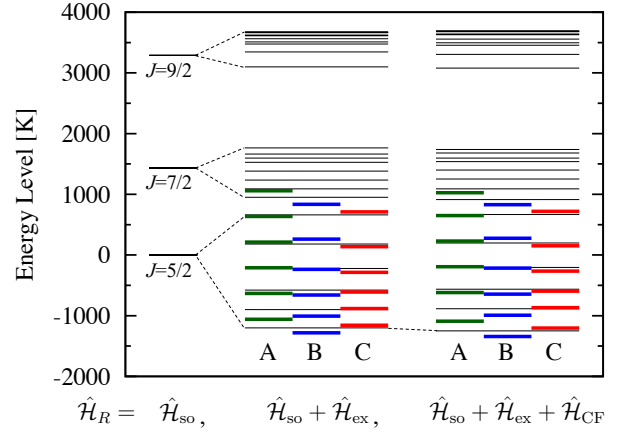 4000
3000
2000
1000
0
-1000
-2000
Energy Level [K]
J=9/2
J=7/2
J=5/2
A B C A B C
ℋ̂_R = ℋ̂_so , ℋ̂_so + ℋ̂_ex , ℋ̂_so + ℋ̂_ex + ℋ̂_CF